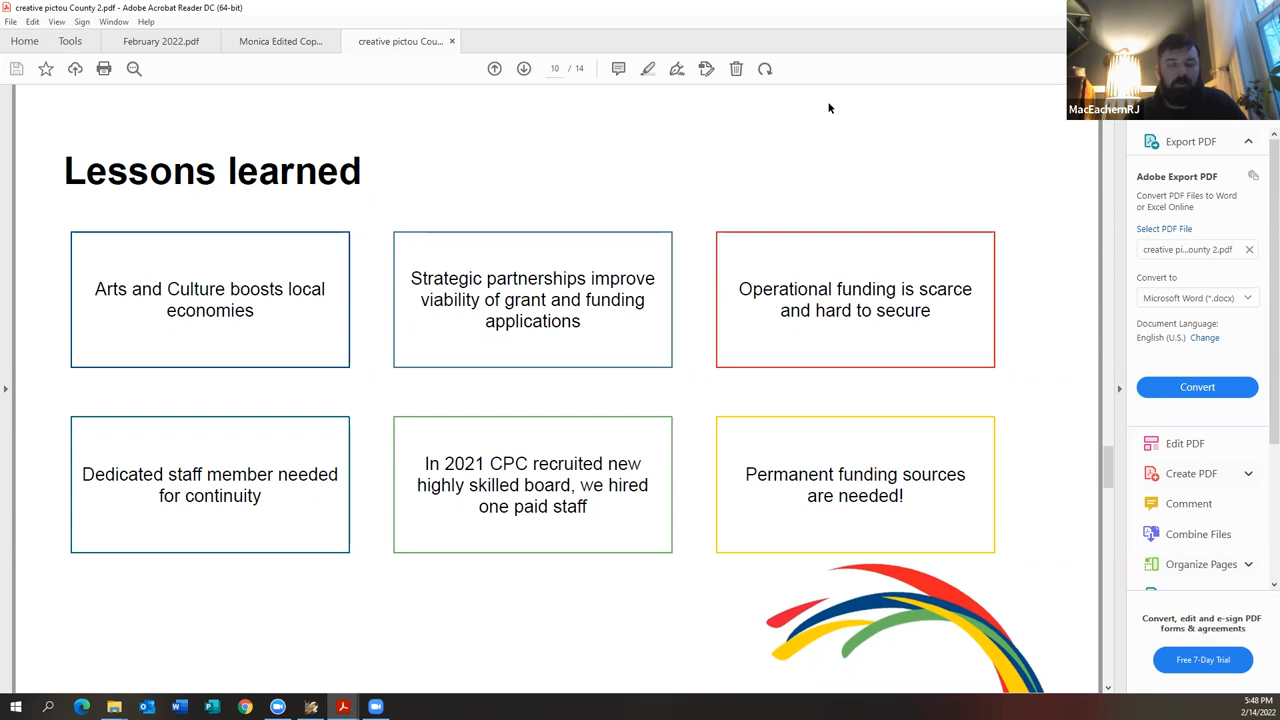 creative pictou County 2.pdf - Adobe Acrobat Reader DC (64-bit)
File Edit View Sign Window Help
Home Tools February 2022.pdf Monica Edited Cop... creative pictou Cou... ×
10 / 14
MacEachernRJ
Lessons learned
Arts and Culture boosts local
economies
Strategic partnerships improve
viability of grant and funding
applications
Operational funding is scarce
and hard to secure
Dedicated staff member needed
for continuity
In 2021 CPC recruited new
highly skilled board, we hired
one paid staff
Permanent funding sources
are needed!
Export PDF
Adobe Export PDF
Convert PDF Files to Word
or Excel Online
Select PDF File
creative pi...ounty 2.pdf
Convert to
Microsoft Word (*.docx)
Document Language:
English (U.S.) Change
Convert
Edit PDF
Create PDF
Comment
Combine Files
Organize Pages
Convert, edit and e-sign PDF
forms & agreements
Free 7-Day Trial
5:48 PM
2/14/2022